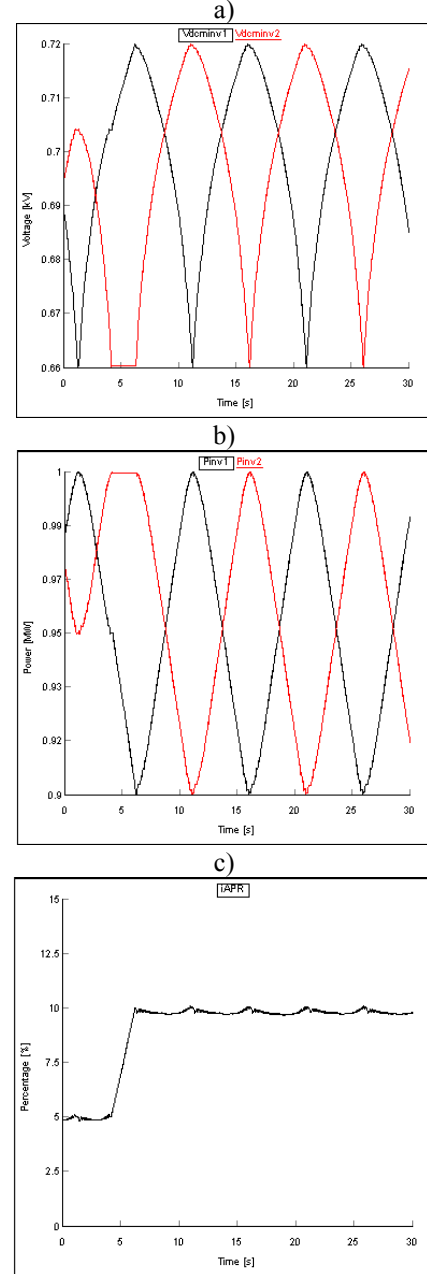 a)
Vdcminv1 Vdcminv2
0.72
0.71
0.7
0.69
0.68
0.67
0.66
Voltage [kV]
0 5 10 15 20 25 30
Time [s]
b)
Pinv1 Pinv2
1
0.99
0.97
0.95
0.93
0.92
0.9
Power [MW]
0 5 10 15 20 25 30
Time [s]
c)
iAPR
15
12.5
10
7.5
5
2.5
0
Percentage [%]
0 5 10 15 20 25 30
Time [s]